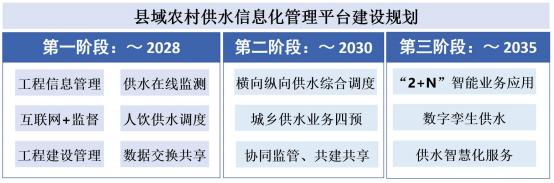 县域农村供水信息化管理平台建设规划
第一阶段：～2028
工程信息管理 供水在线监测
互联网+监督 人饮供水调度
工程建设管理 数据交换共享
第二阶段：～2030
横向纵向供水综合调度
城乡供水业务四预
协同监管、共建共享
第三阶段：～2035
“2+N”智能业务应用
数字孪生供水
供水智慧化服务